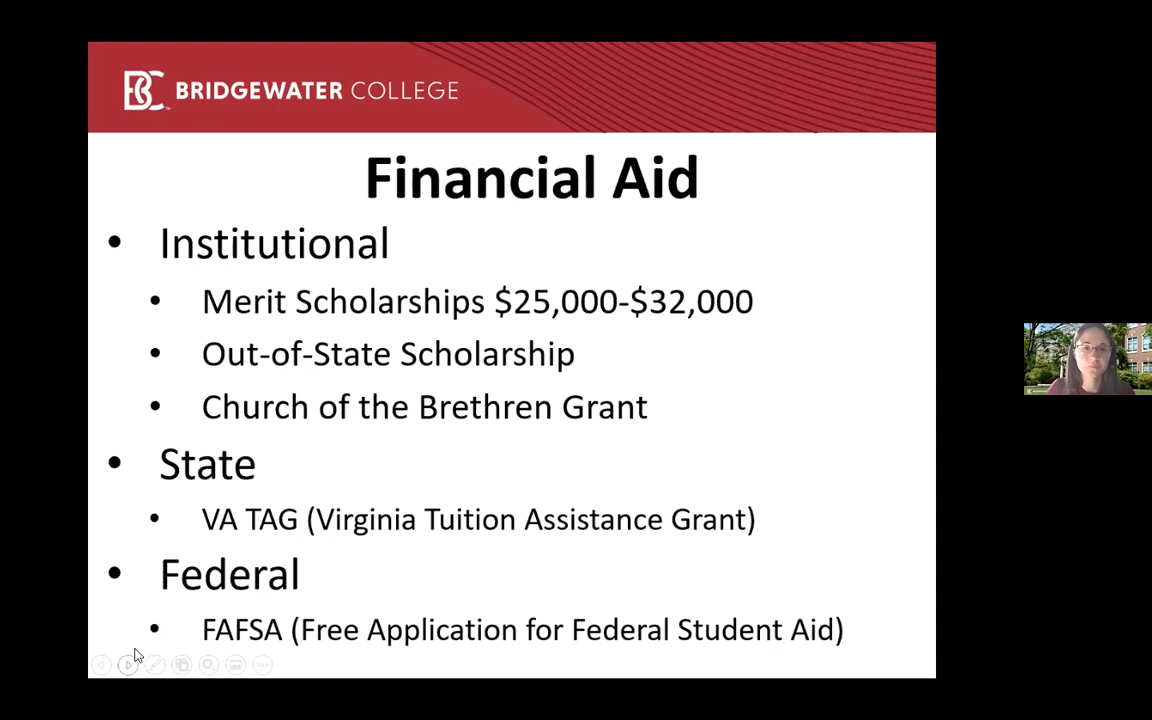 BRIDGEWATER COLLEGE
Financial Aid
• Institutional
• Merit Scholarships $25,000-$32,000
• Out-of-State Scholarship
• Church of the Brethren Grant
• State
• VA TAG (Virginia Tuition Assistance Grant)
• Federal
• FAFSA (Free Application for Federal Student Aid)